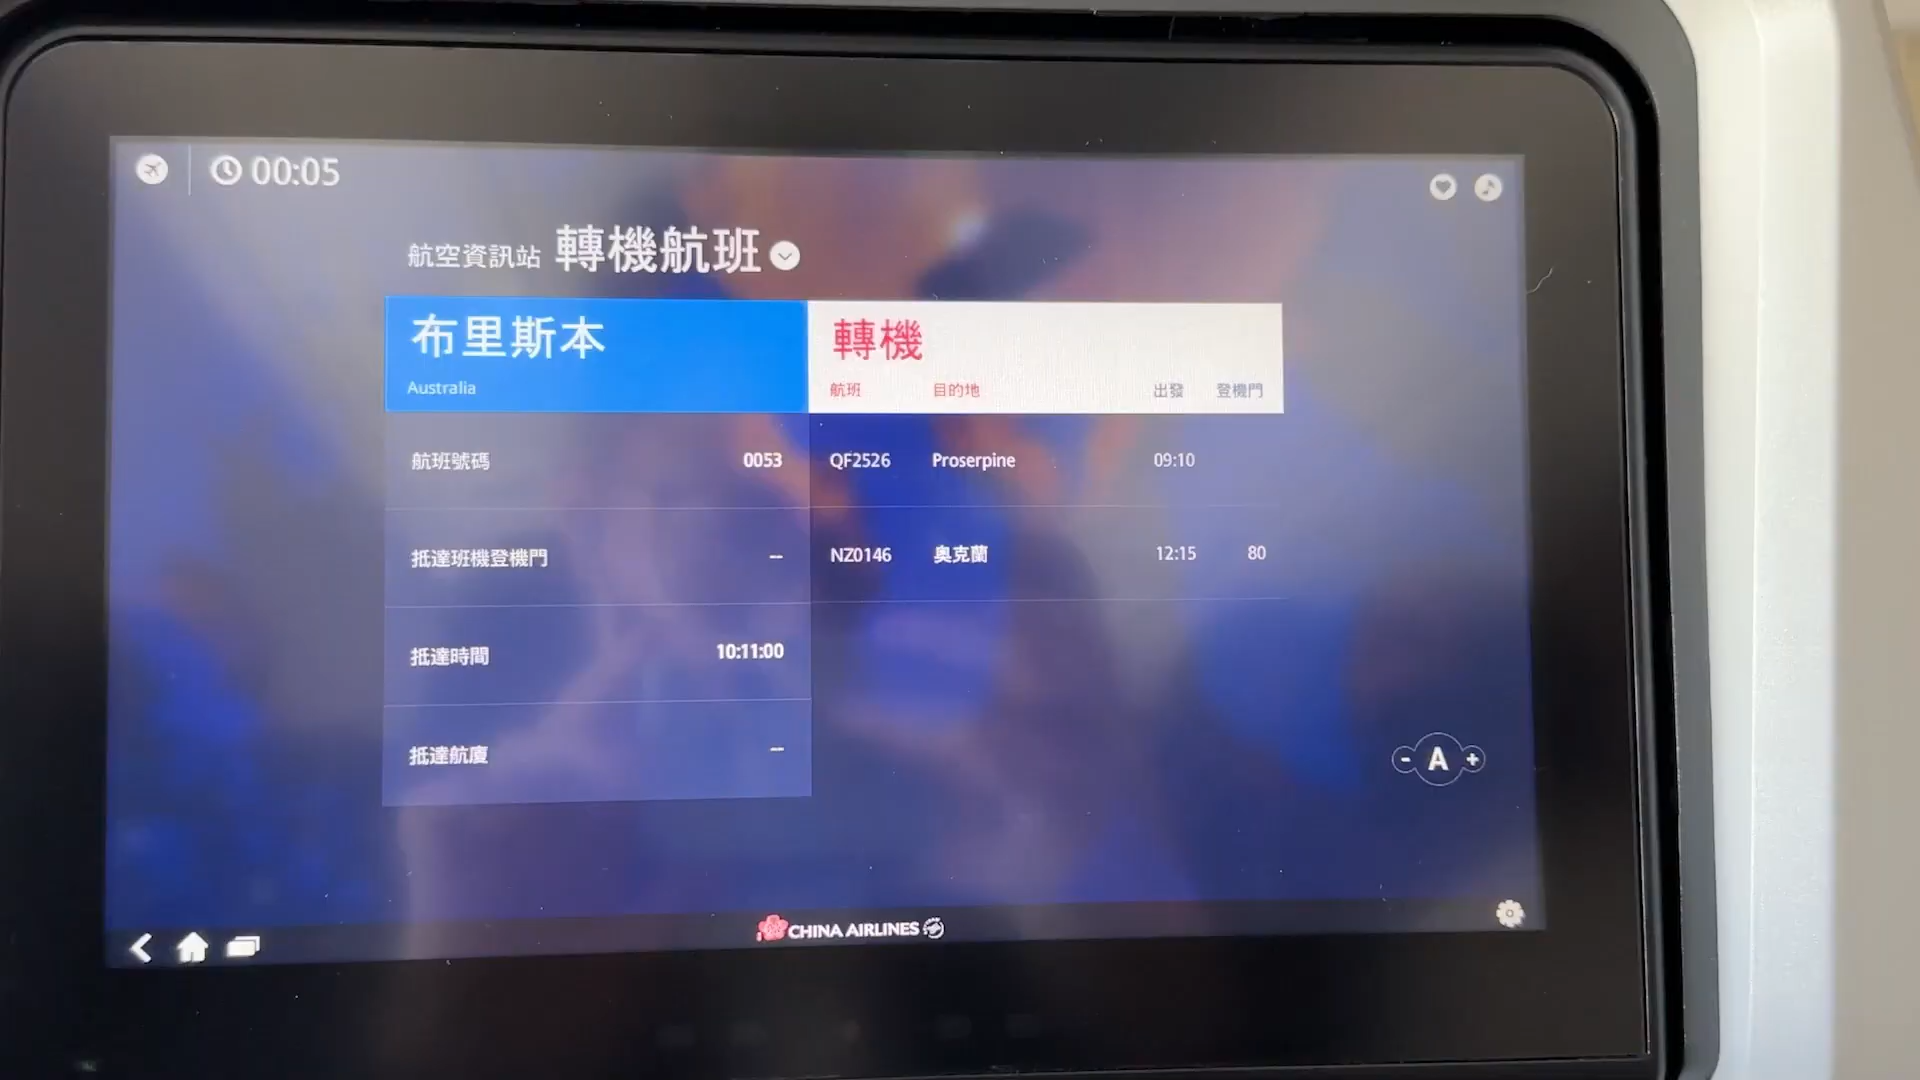 00:05
航空資訊站 轉機航班
布里斯本
Australia
航班號碼 0053
抵達班機登機門 --
抵達時間 10:11:00
抵達航廈 --
轉機
航班 目的地 出發 登機門
QF2526 Proserpine 09:10
NZ0146 奧克蘭 12:15 80
- A +
CHINA AIRLINES